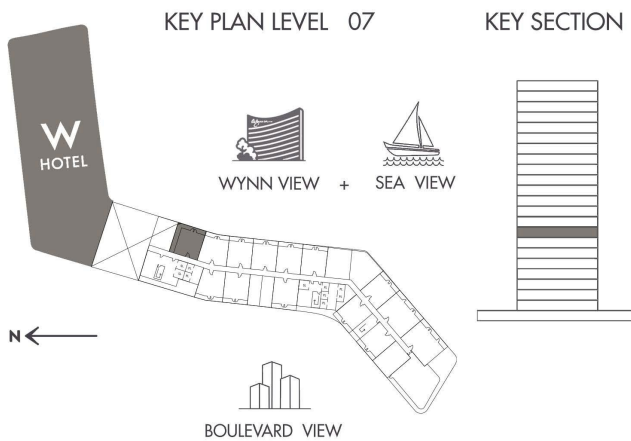 KEY PLAN LEVEL 07
KEY SECTION
W
HOTEL
WYNN VIEW + SEA VIEW
N
BOULEVARD VIEW